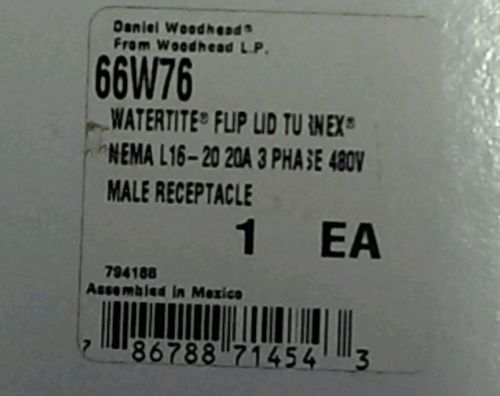 Daniel Woodhead®
From Woodhead L.P.
66W76
WATERTITE® FLIP LID TURNEX®
NEMA L16-20 20A 3 PHASE 480V
MALE RECEPTACLE
1 EA
794188
Assembled in Mexico
7 86788 71454 3